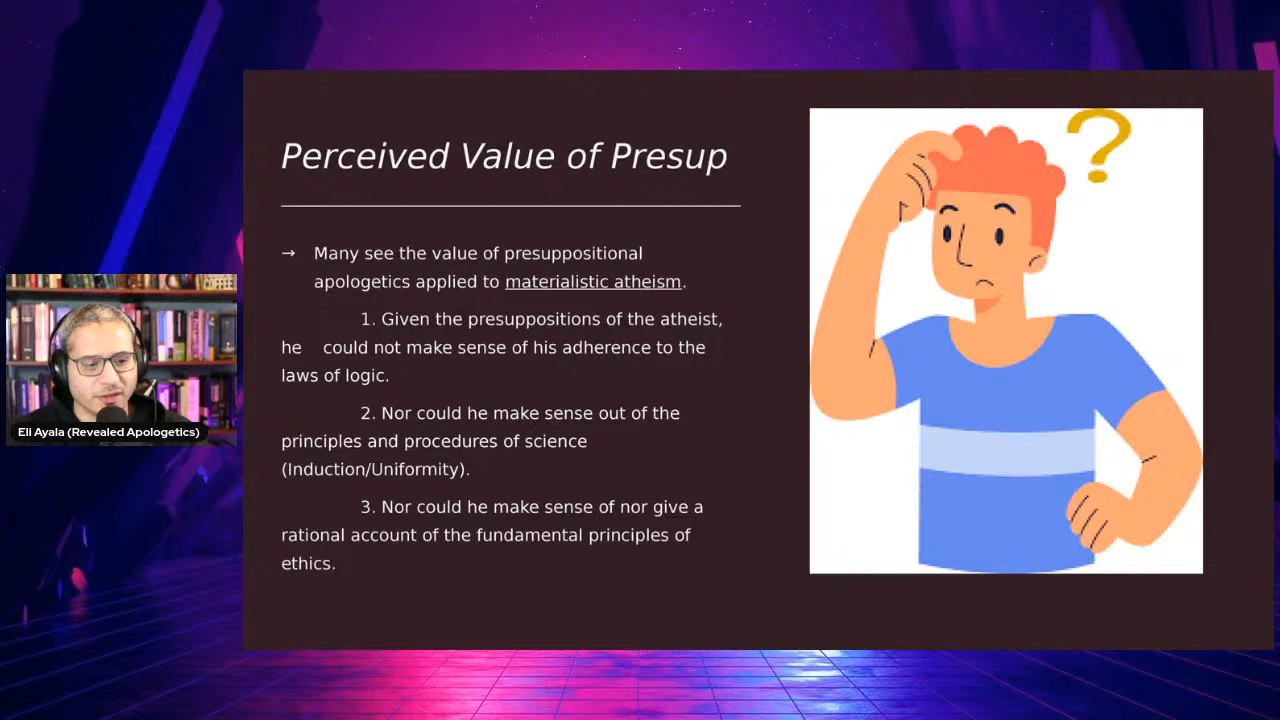 Perceived Value of Presup
→ Many see the value of presuppositional
apologetics applied to materialistic atheism.
1. Given the presuppositions of the atheist,
he could not make sense of his adherence to the
laws of logic.
2. Nor could he make sense out of the
principles and procedures of science
(Induction/Uniformity).
3. Nor could he make sense of nor give a
rational account of the fundamental principles of
ethics.
?
COFFEE
Eli Ayala (Revealed Apologetics)